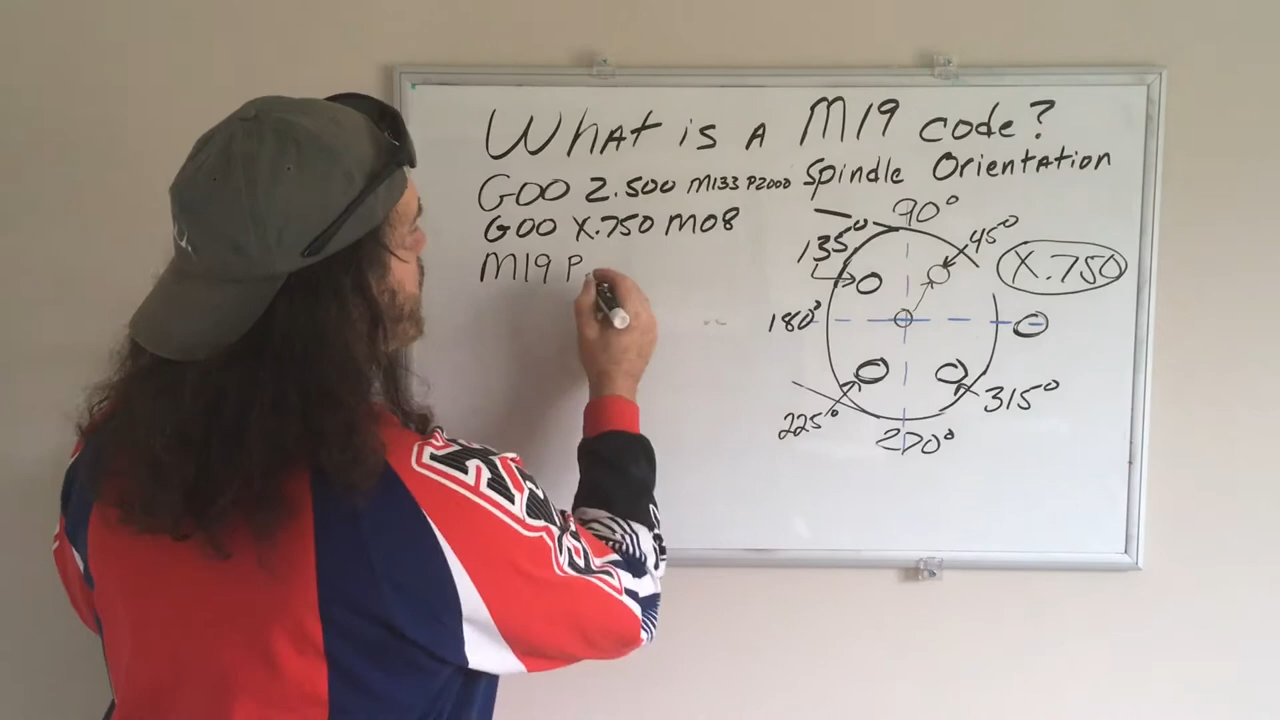 What is a M19 code?
G00 Z.500 M133 P2000 Spindle Orientation
G00 X.750 M08
M19 P
90°
135°
45°
X.750
180°
225°
315°
270°